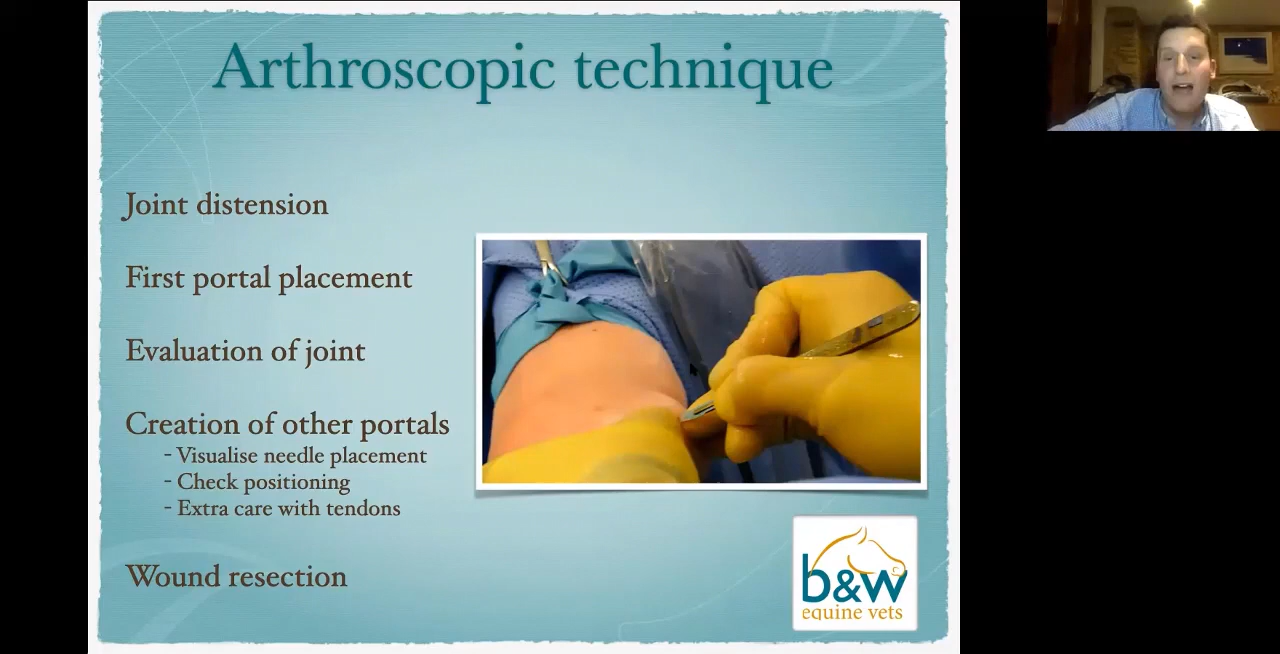 Arthroscopic technique
Joint distension
First portal placement
Evaluation of joint
Creation of other portals
- Visualise needle placement
- Check positioning
- Extra care with tendons
Wound resection
b&w
equine vets